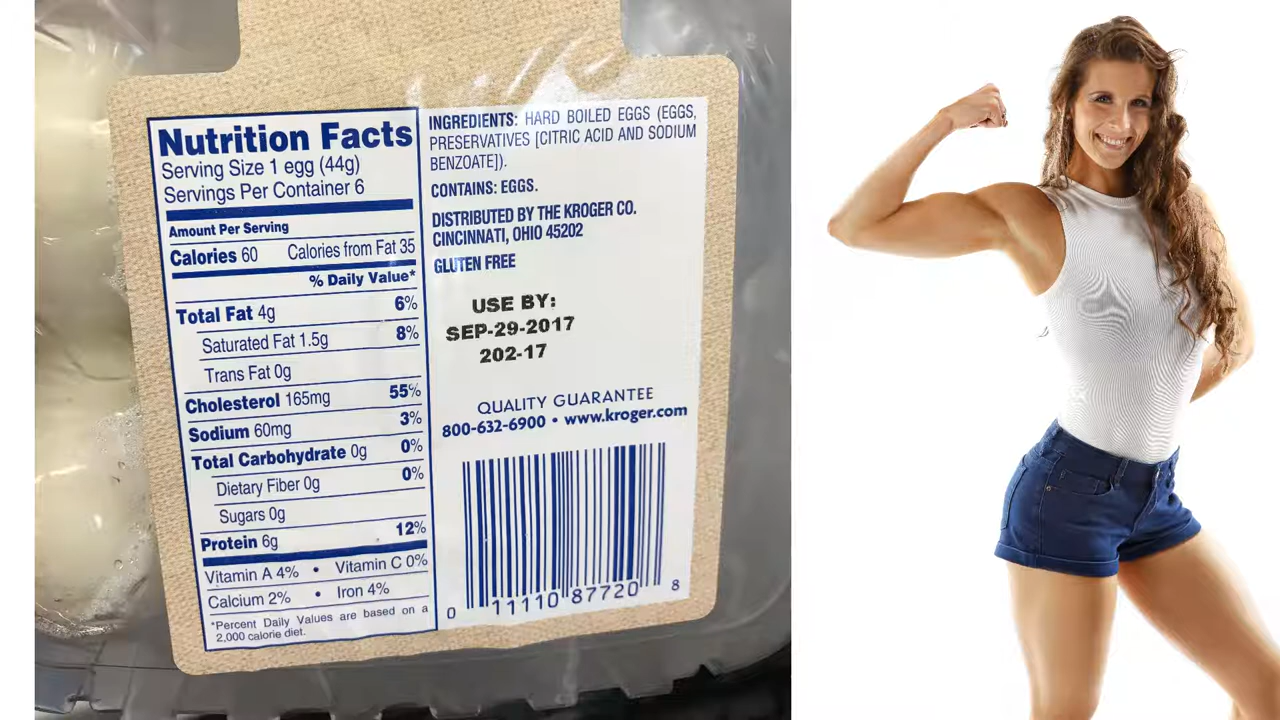 Nutrition Facts
Serving Size 1 egg (44g)
Servings Per Container 6
Amount Per Serving
Calories 60 Calories from Fat 35
% Daily Value*
Total Fat 4g 6%
Saturated Fat 1.5g 8%
Trans Fat 0g
Cholesterol 165mg 55%
Sodium 60mg 3%
Total Carbohydrate 0g 0%
Dietary Fiber 0g 0%
Sugars 0g
Protein 6g 12%
Vitamin A 4% • Vitamin C 0%
Calcium 2% • Iron 4%
*Percent Daily Values are based on a
2,000 calorie diet.
INGREDIENTS: HARD BOILED EGGS (EGGS,
PRESERVATIVES [CITRIC ACID AND SODIUM
BENZOATE]).
CONTAINS: EGGS.
DISTRIBUTED BY THE KROGER CO.
CINCINNATI, OHIO 45202
GLUTEN FREE
USE BY:
SEP-29-2017
202-17
QUALITY GUARANTEE
800-632-6900 • www.kroger.com
0 11110 87720 8